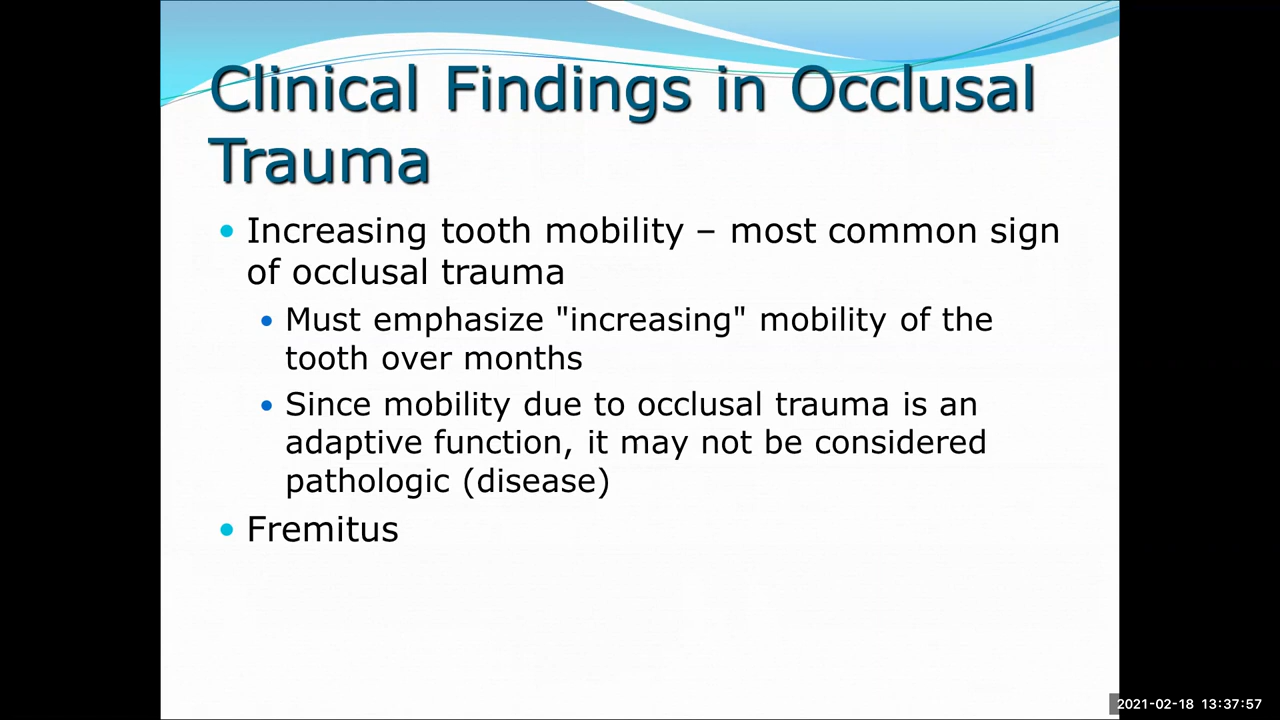 Clinical Findings in Occlusal
Trauma
Increasing tooth mobility – most common sign
of occlusal trauma
Must emphasize "increasing" mobility of the
tooth over months
Since mobility due to occlusal trauma is an
adaptive function, it may not be considered
pathologic (disease)
Fremitus
2021-02-18 13:37:57